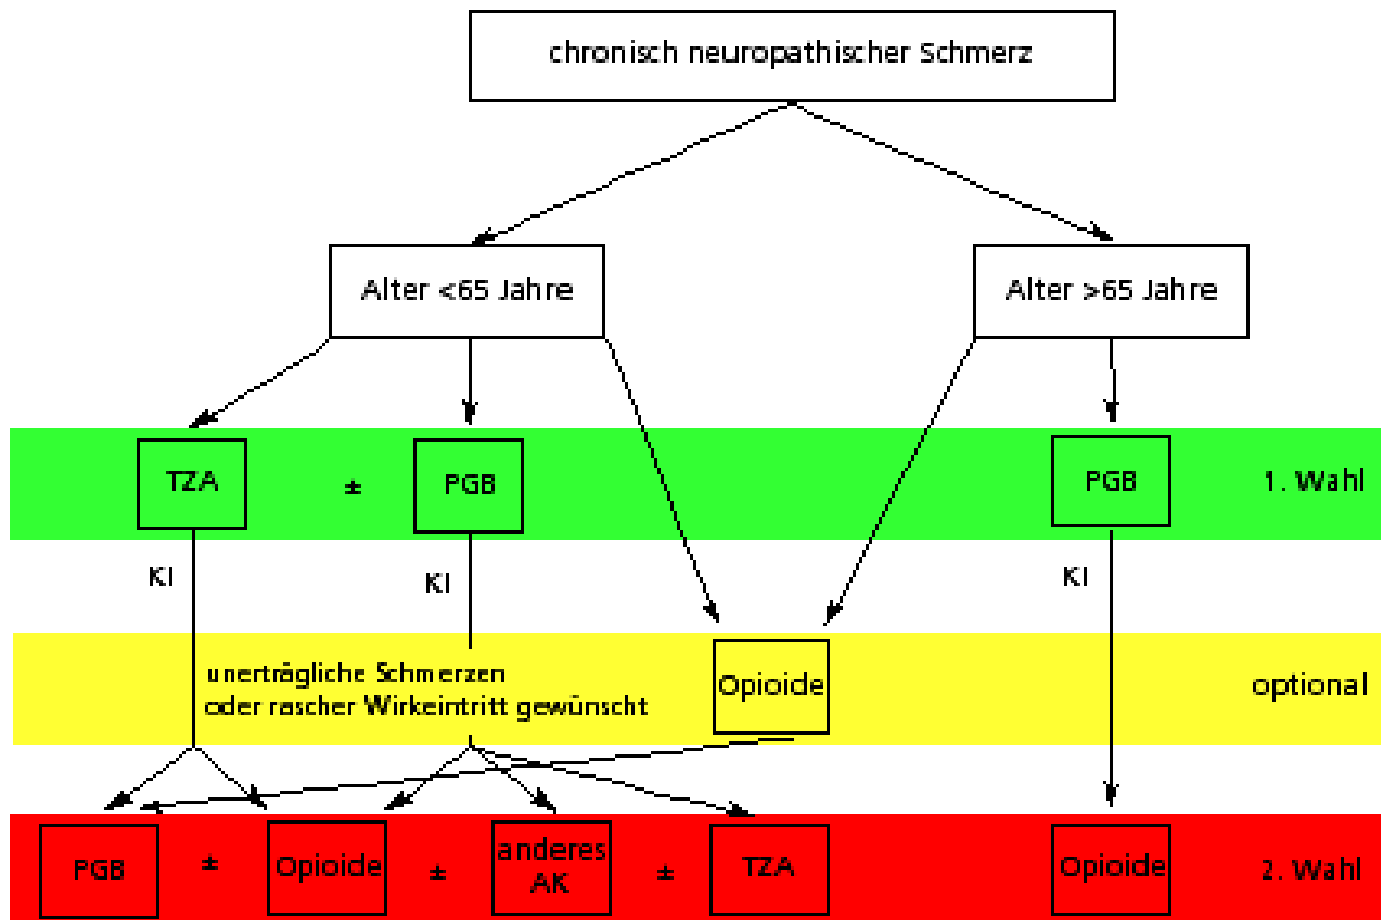 chronisch neuropathischer Schmerz
Alter <65 Jahre
Alter >65 Jahre
TZA
±
PGB
PGB
1. Wahl
KI
KI
KI
unerträgliche Schmerzen
oder rascher Wirkeintritt gewünscht
Opioide
optional
PGB
±
Opioide
±
anderes
AK
±
TZA
Opioide
2. Wahl